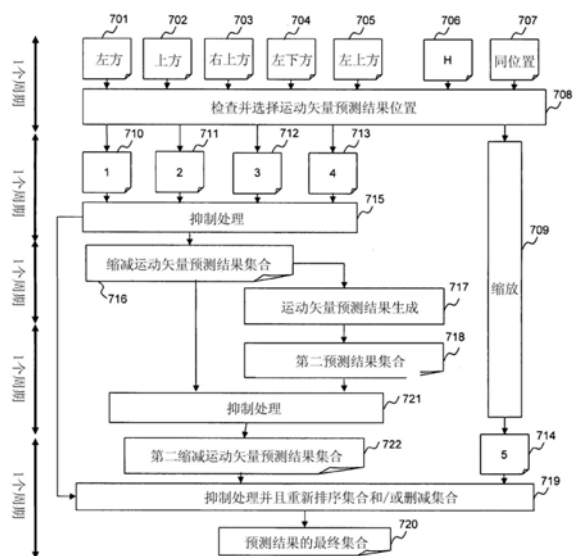 701
702
703
704
705
706
707
左方
上方
右上方
左下方
左上方
H
同位置
检查并选择运动矢量预测结果位置
708
1个周期
710
711
712
713
1
2
3
4
抑制处理
715
1个周期
缩放
709
缩减运动矢量预测结果集合
716
运动矢量预测结果生成
717
1个周期
第二预测结果集合
718
抑制处理
721
1个周期
第二缩减运动矢量预测结果集合
722
5
714
抑制处理并且重新排序集合和/或删减集合
719
1个周期
预测结果的最终集合
720